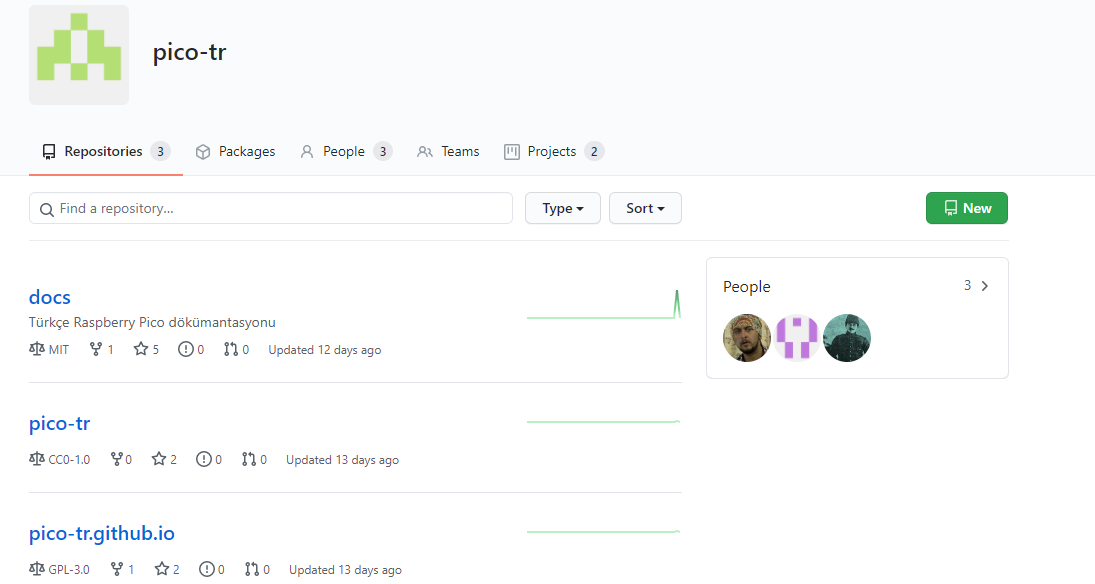 pico-tr
Repositories 3 Packages People 3 Teams Projects 2
Find a repository... Type Sort New
docs
Türkçe Raspberry Pico dökümantasyonu
MIT 1 5 0 0 Updated 12 days ago
People 3
pico-tr
CC0-1.0 0 2 0 0 Updated 13 days ago
pico-tr.github.io
GPL-3.0 1 2 0 0 Updated 13 days ago